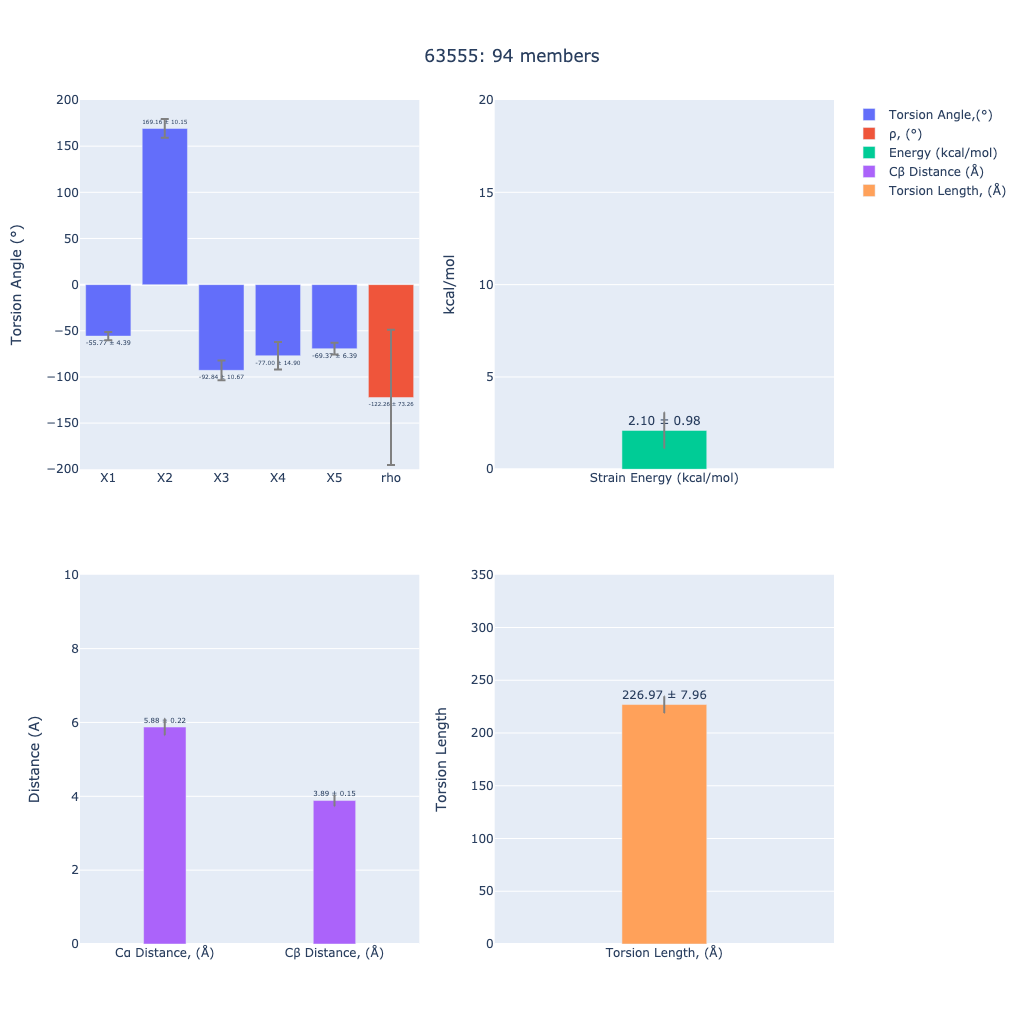 63555: 94 members
200
150
100
50
0
−50
−100
−150
−200
Torsion Angle (°)
169.16 ± 10.15
-55.77 ± 4.39
-92.84 ± 10.67
-77.00 ± 14.90
-69.37 ± 6.39
-122.26 ± 73.26
X1 X2 X3 X4 X5 rho
20
15
10
5
0
kcal/mol
2.10 ± 0.98
Strain Energy (kcal/mol)
Torsion Angle,(°)
ρ, (°)
Energy (kcal/mol)
Cβ Distance (Å)
Torsion Length, (Å)
10
8
6
4
2
0
Distance (A)
5.88 ± 0.22
3.89 ± 0.15
Cα Distance, (Å) Cβ Distance, (Å)
350
300
250
200
150
100
50
0
Torsion Length
226.97 ± 7.96
Torsion Length, (Å)